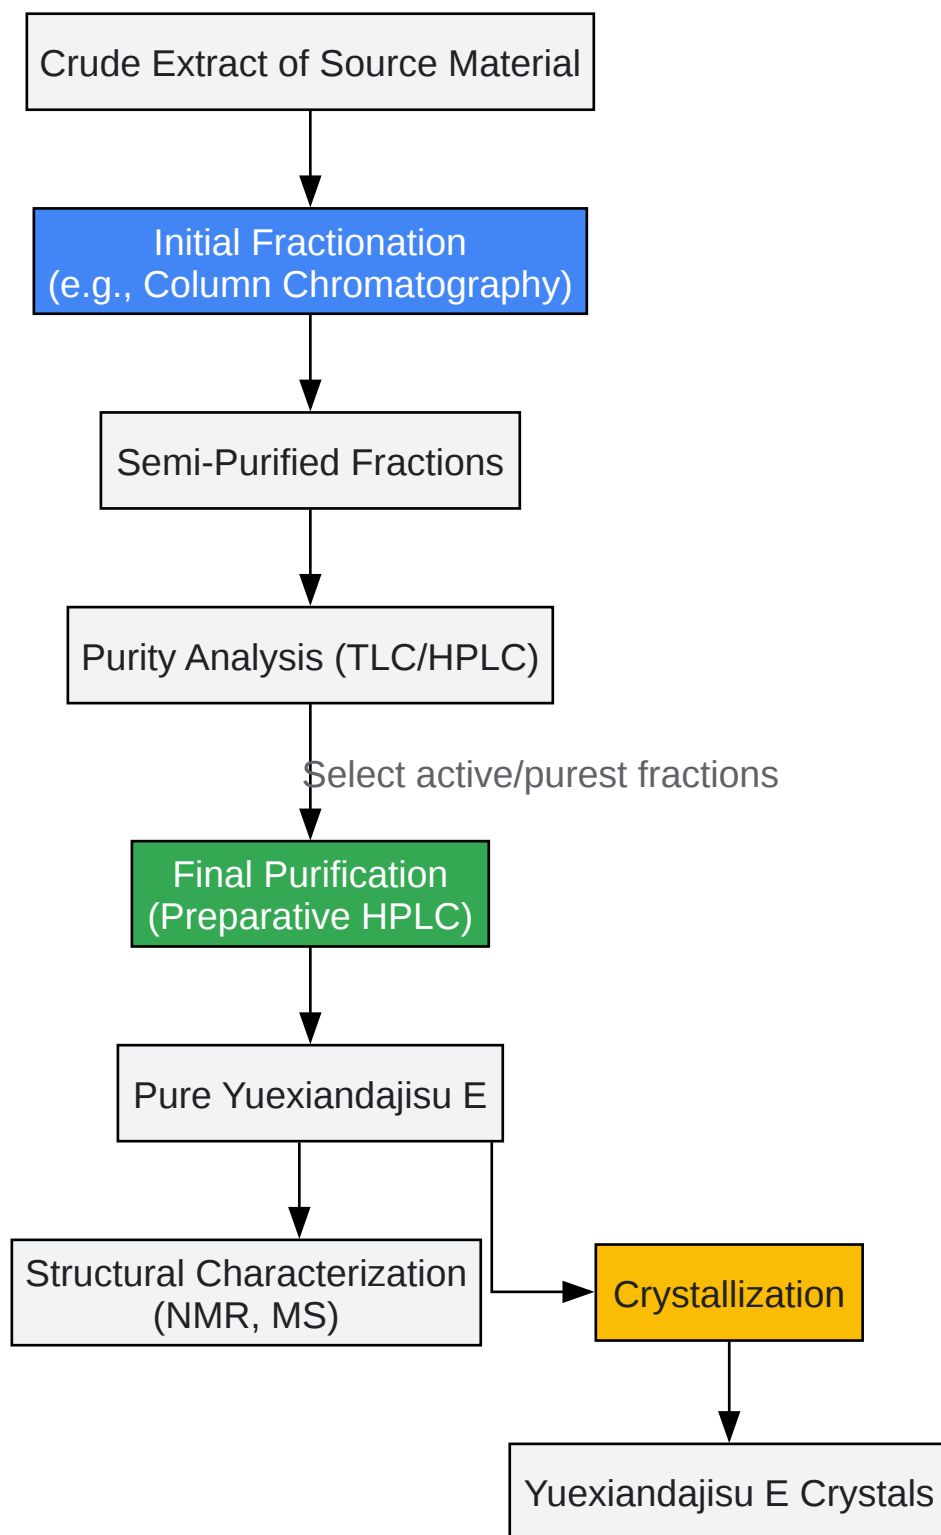 Crude Extract of Source Material
Initial Fractionation
(e.g., Column Chromatography)
Semi-Purified Fractions
Purity Analysis (TLC/HPLC)
Select active/purest fractions
Final Purification
(Preparative HPLC)
Pure Yuexiandajisu E
Structural Characterization
(NMR, MS)
Crystallization
Yuexiandajisu E Crystals